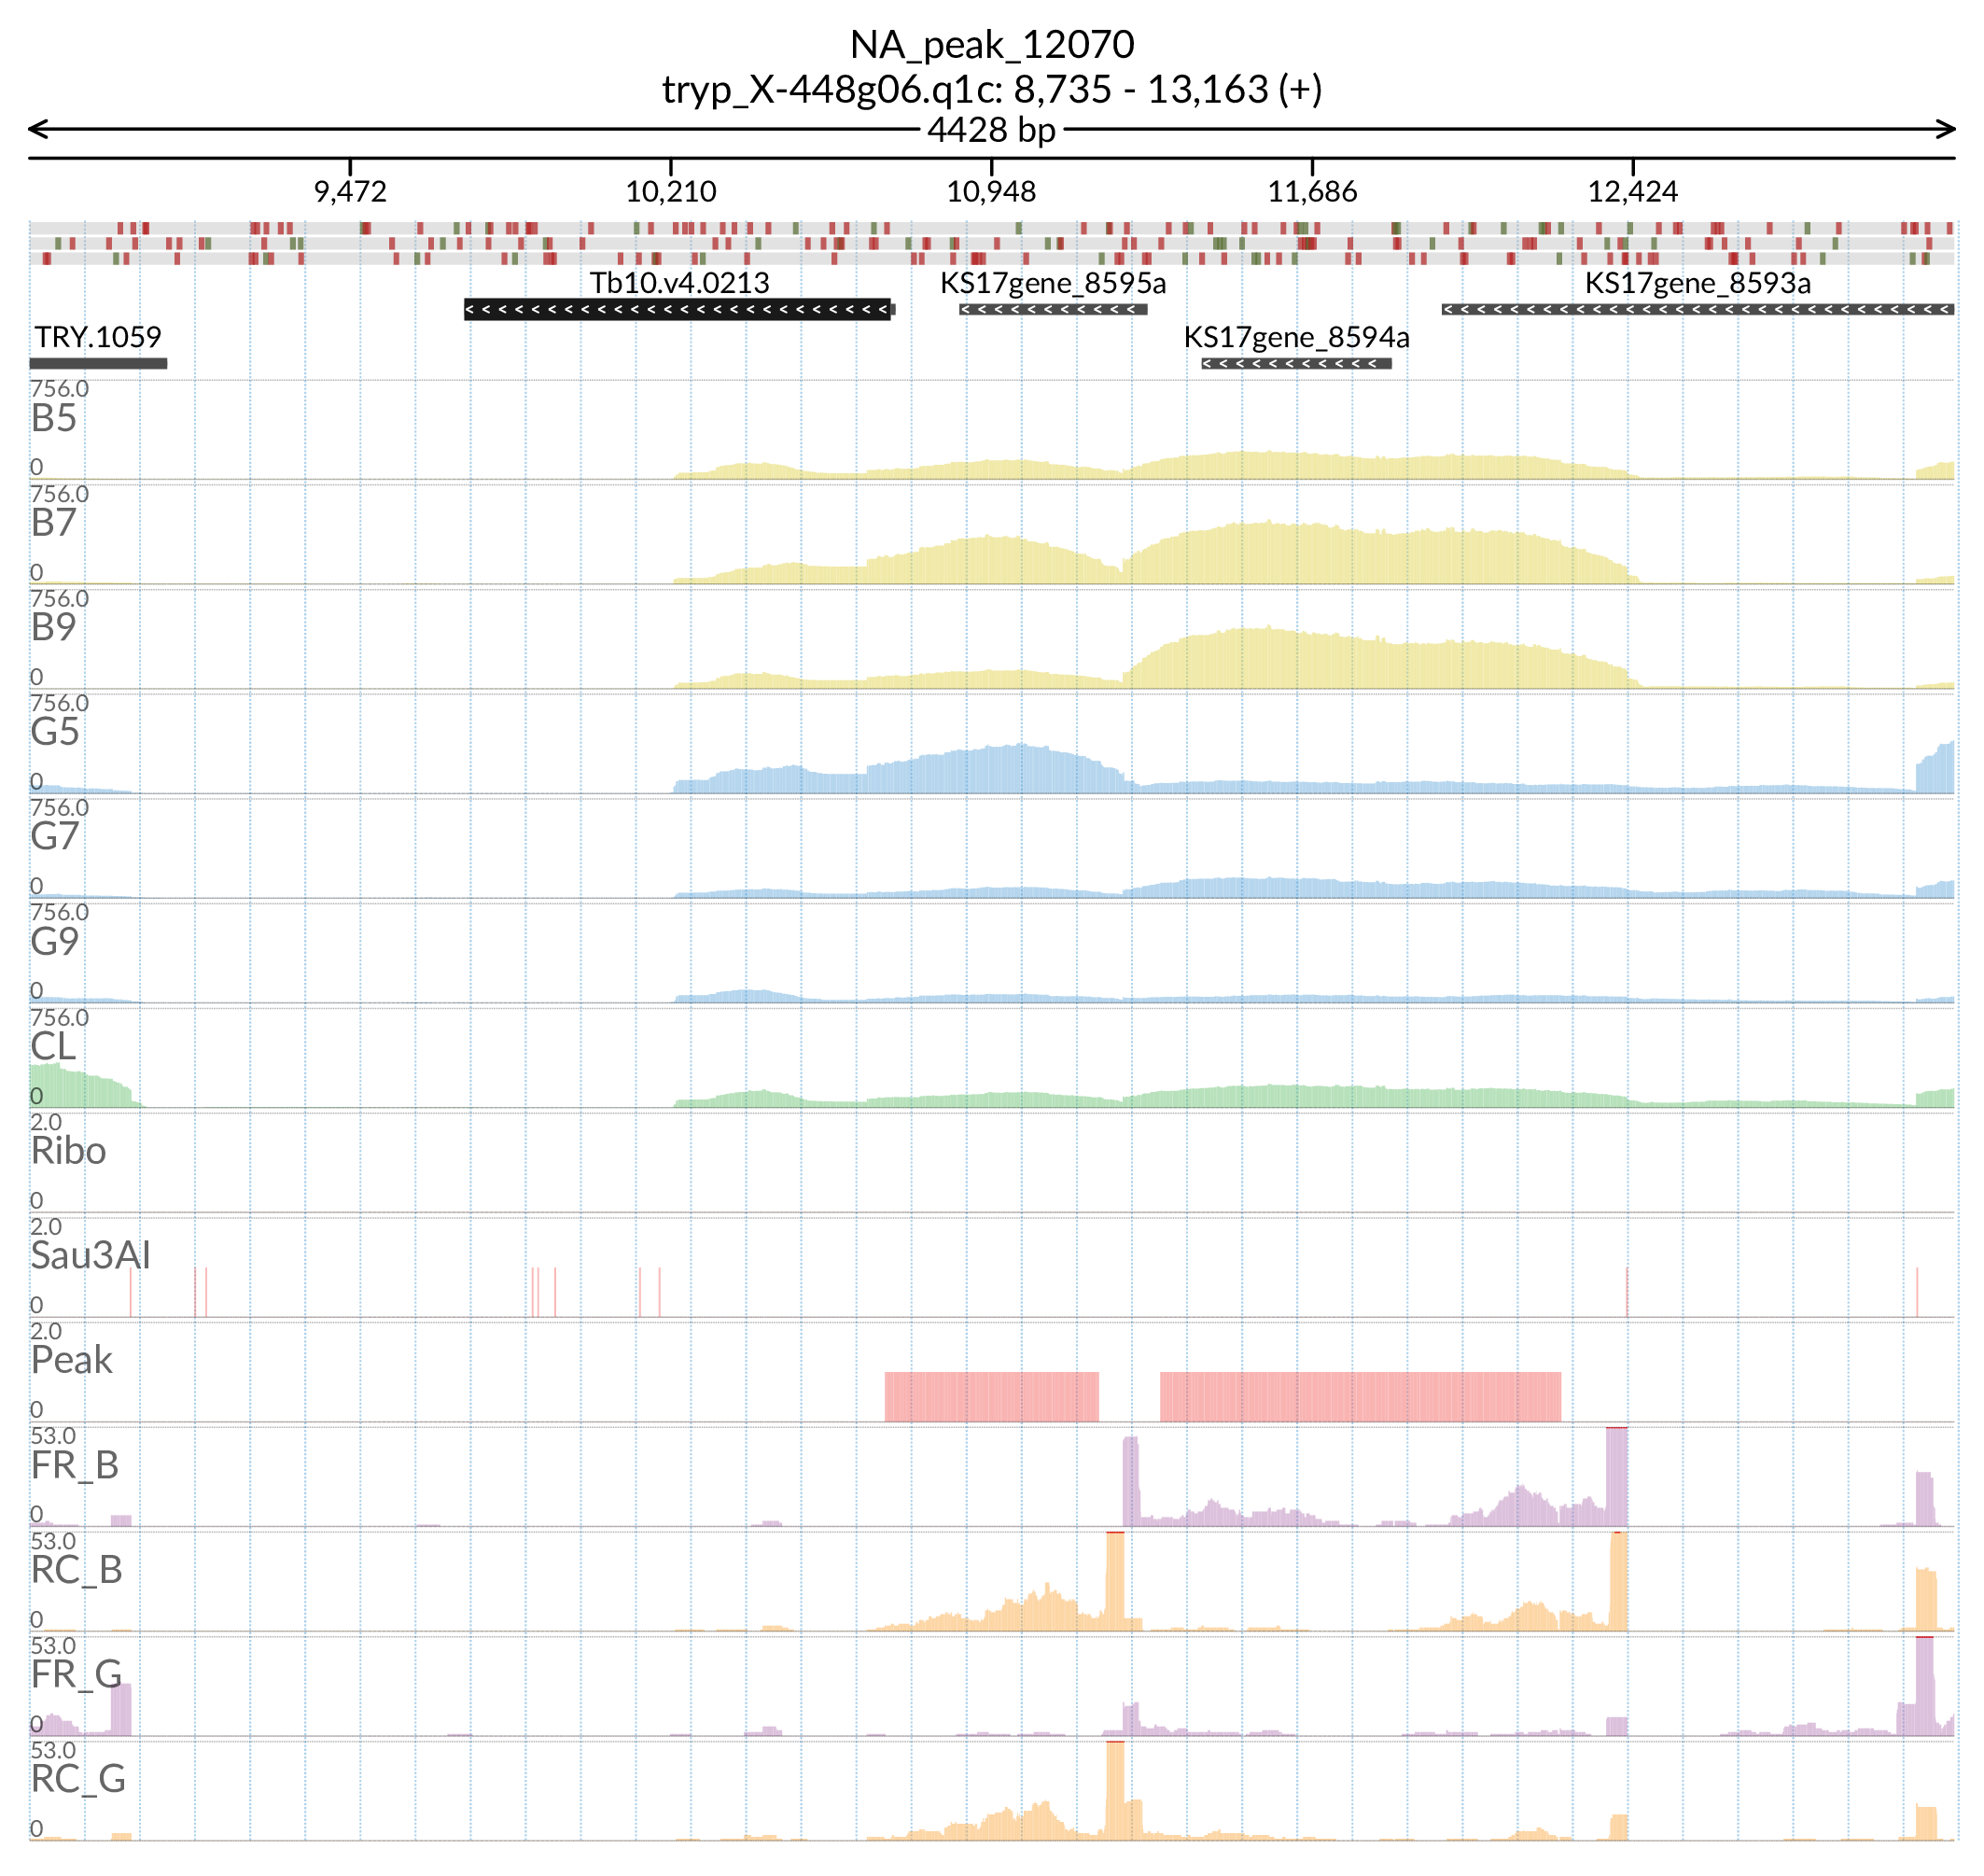 NA_peak_12070
tryp_X-448g06.q1c: 8,735 - 13,163 (+)
4428 bp
9,472 10,210 10,948 11,686 12,424
Tb10.v4.0213 KS17gene_8595a KS17gene_8593a
TRY.1059 KS17gene_8594a
756.0
B5
0
756.0
B7
0
756.0
B9
0
756.0
G5
0
756.0
G7
0
756.0
G9
0
756.0
CL
0
2.0
Ribo
0
2.0
Sau3AI
0
2.0
Peak
0
53.0
FR_B
0
53.0
RC_B
0
53.0
FR_G
0
53.0
RC_G
0